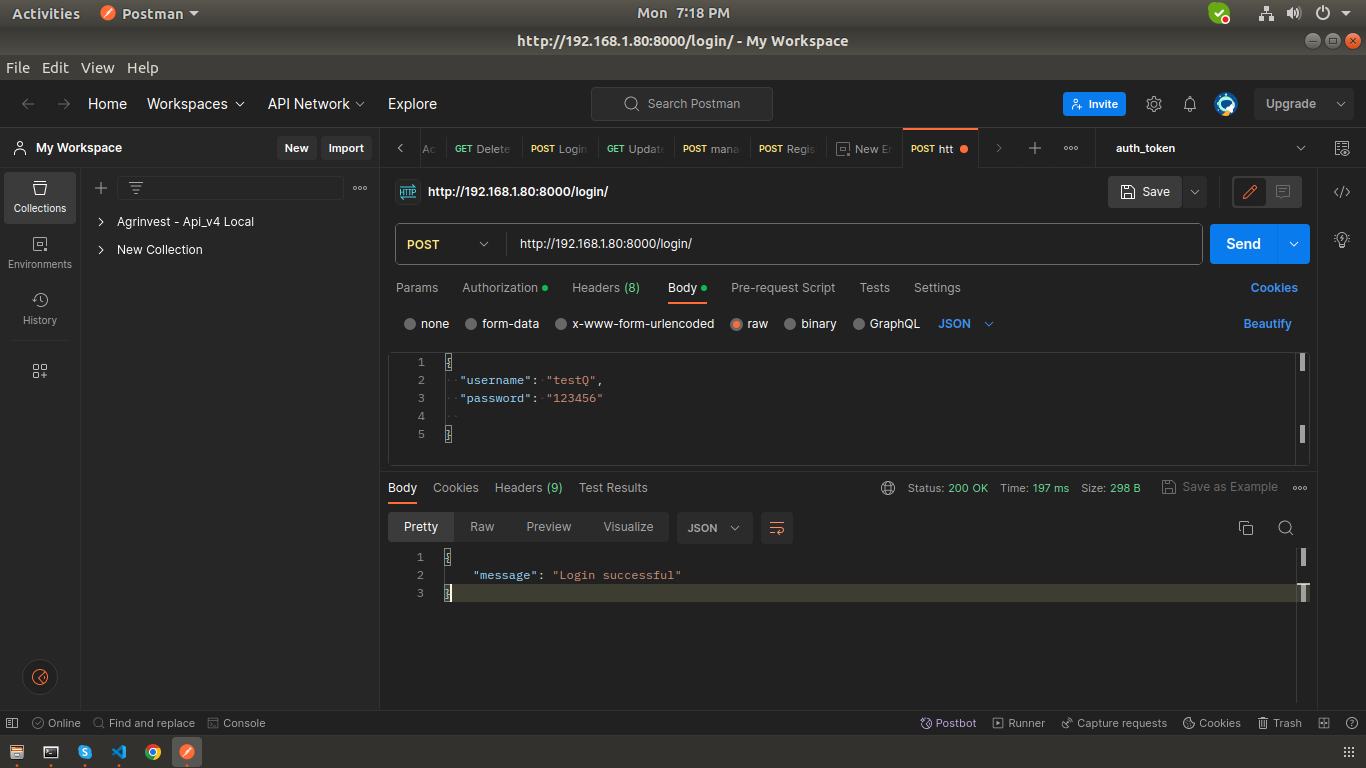 Activities Postman Mon 7:18 PM
http://192.168.1.80:8000/login/ - My Workspace
File Edit View Help
Home Workspaces API Network Explore Search Postman Invite Upgrade
My Workspace New Import
GET Delete POST Login GET Update POST mana POST Regis New En POST htt auth_token
http://192.168.1.80:8000/login/ Save
Collections
Agrinvest - Api_v4 Local
New Collection
Environments
History
POST http://192.168.1.80:8000/login/ Send
Params Authorization Headers (8) Body Pre-request Script Tests Settings Cookies
none form-data x-www-form-urlencoded raw binary GraphQL JSON Beautify
1 {
2 "username": "testQ",
3 "password": "123456"
4
5 }
Body Cookies Headers (9) Test Results Status: 200 OK Time: 197 ms Size: 298 B Save as Example
Pretty Raw Preview Visualize JSON
1 {
2 "message": "Login successful"
3 }
Online Find and replace Console Postbot Runner Capture requests Cookies Trash